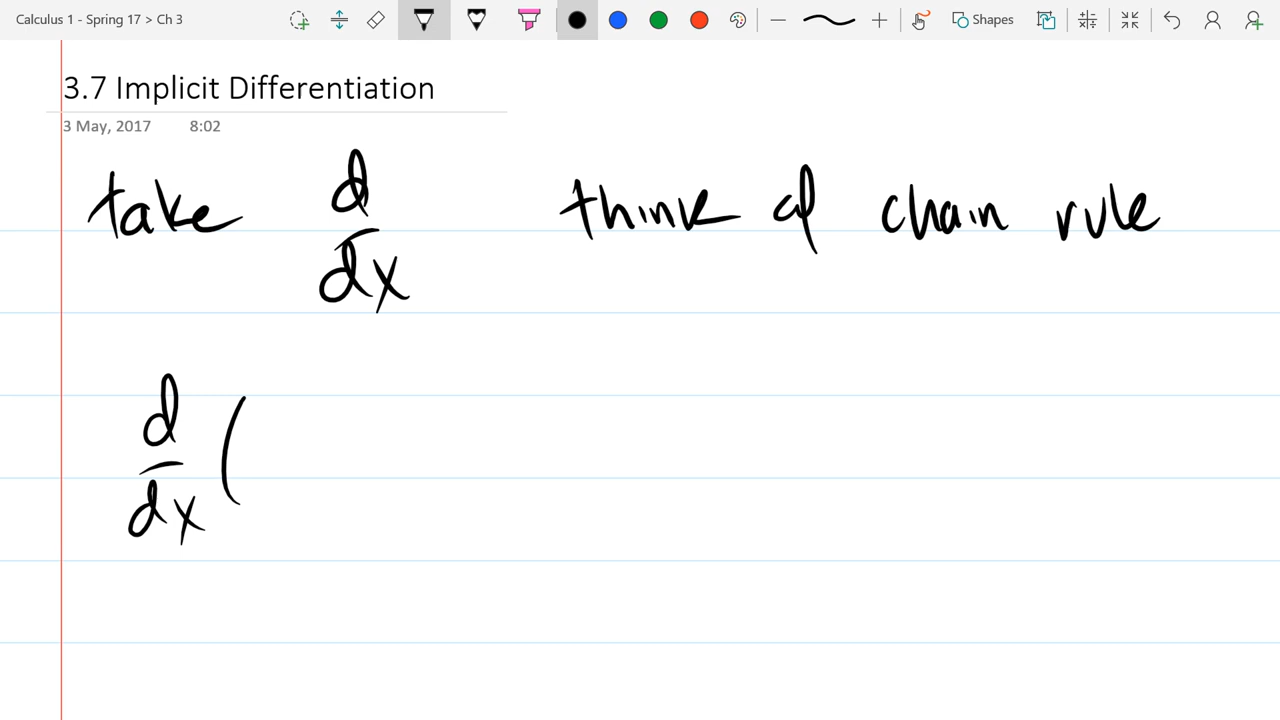 Calculus 1 - Spring 17 > Ch 3
Shapes
3.7 Implicit Differentiation
3 May, 2017 8:02
take d/dx think of chain rule
d/dx (